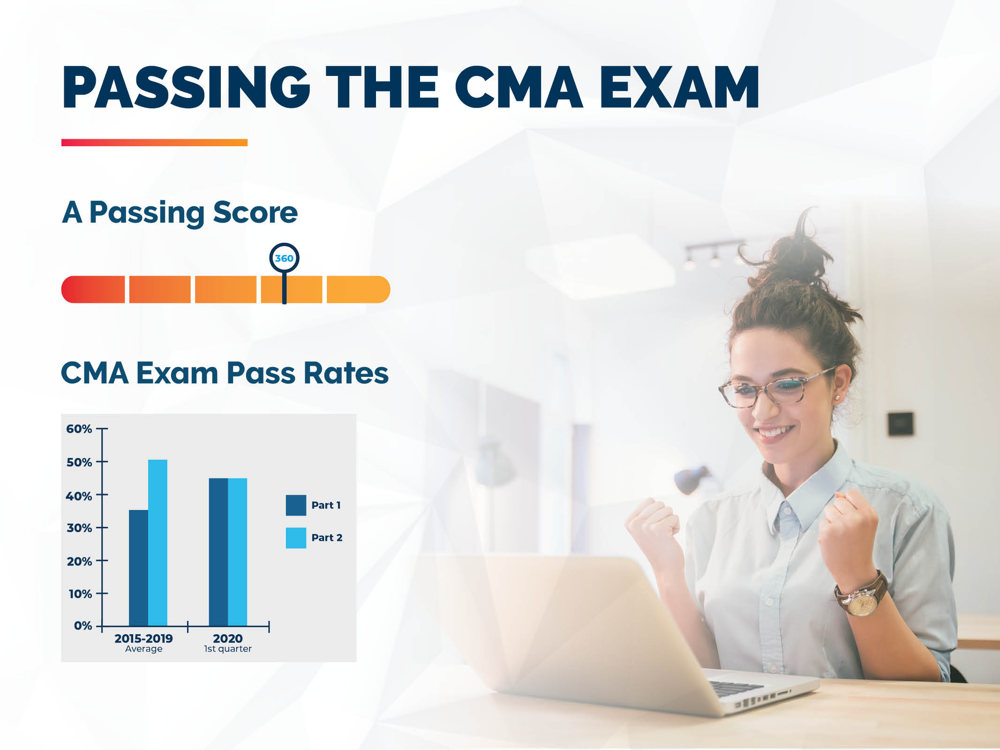 PASSING THE CMA EXAM
A Passing Score
360
CMA Exam Pass Rates
60%
50%
40%
30%
20%
10%
0%
2015-2019
Average
2020
1st quarter
Part 1
Part 2